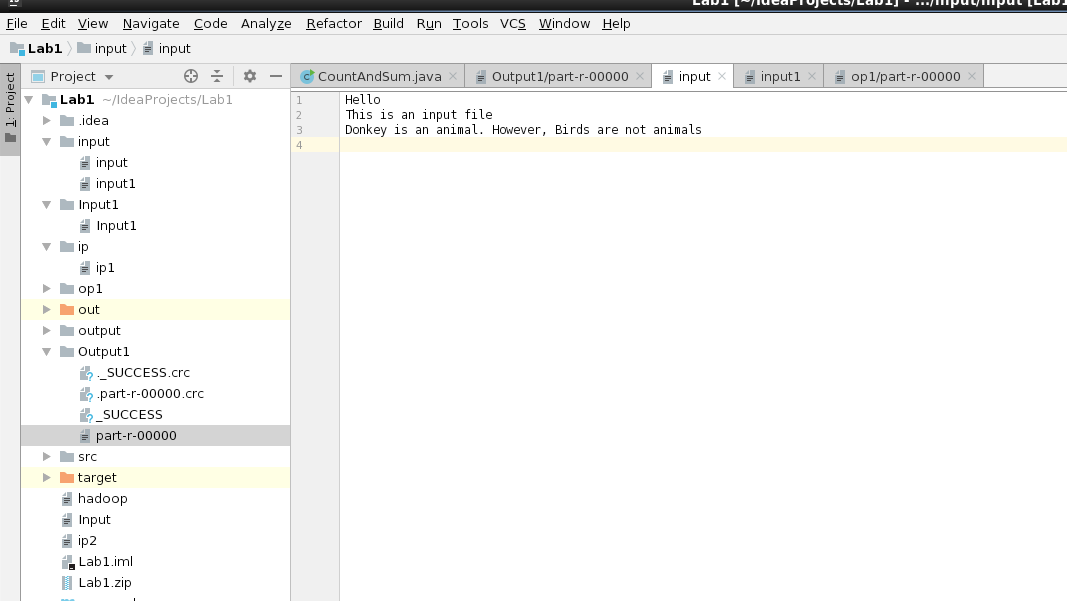 Lab1 [~/IdeaProjects/Lab1] - .../input/input [Lab1
File Edit View Navigate Code Analyze Refactor Build Run Tools VCS Window Help
Lab1 input input
1: Project
Project
CountAndSum.java Output1/part-r-00000 input input1 op1/part-r-00000
Lab1 ~/IdeaProjects/Lab1
.idea
input
input
input1
Input1
Input1
ip
ip1
op1
out
output
Output1
._SUCCESS.crc
.part-r-00000.crc
_SUCCESS
part-r-00000
src
target
hadoop
Input
ip2
Lab1.iml
Lab1.zip
1 Hello
2 This is an input file
3 Donkey is an animal. However, Birds are not animals
4